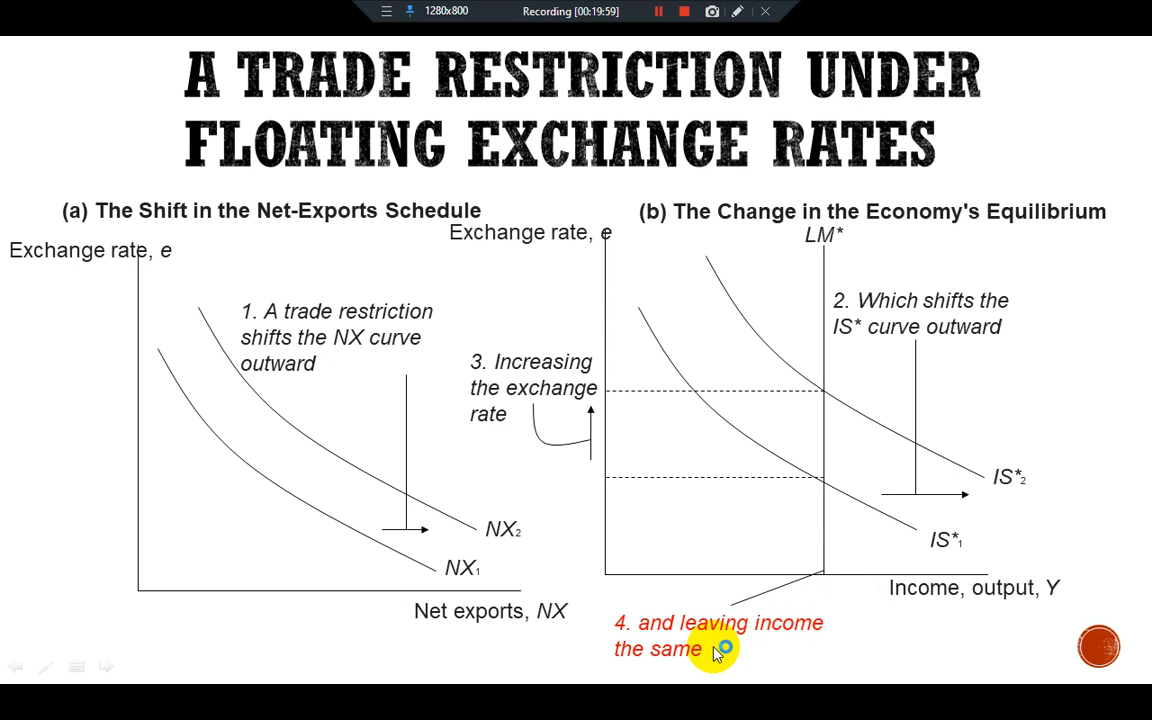 1280x800
Recording [00:19:59]
A TRADE RESTRICTION UNDER
FLOATING EXCHANGE RATES
(a) The Shift in the Net-Exports Schedule
Exchange rate, e
1. A trade restriction
shifts the NX curve
outward
NX₂
NX₁
Net exports, NX
(b) The Change in the Economy's Equilibrium
Exchange rate, e
LM*
2. Which shifts the
IS* curve outward
3. Increasing
the exchange
rate
IS*₂
IS*₁
Income, output, Y
4. and leaving income
the same